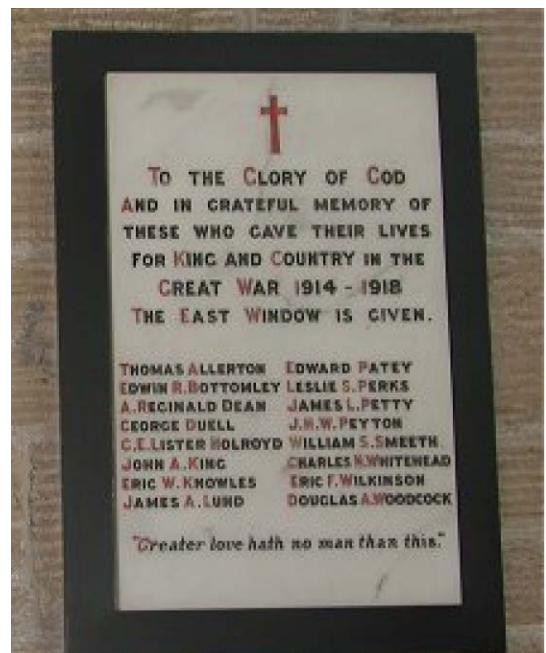 TO THE GLORY OF GOD
AND IN GRATEFUL MEMORY OF
THESE WHO GAVE THEIR LIVES
FOR KING AND COUNTRY IN THE
GREAT WAR 1914 - 1918
THE EAST WINDOW IS GIVEN.
THOMAS ALLERTON
EDWIN R. BOTTOMLEY
A. REGINALD DEAN
GEORGE DUELL
C.E. LISTER HOLROYD
JOHN A. KING
ERIC W. KNOWLES
JAMES A. LUND
EDWARD PATEY
LESLIE S. PERKS
JAMES L. PETTY
J.H.W. PEYTON
WILLIAM S. SMEETH
CHARLES N. WHITEHEAD
ERIC F. WILKINSON
DOUGLAS A. WOODCOCK
"Greater love hath no man than this."